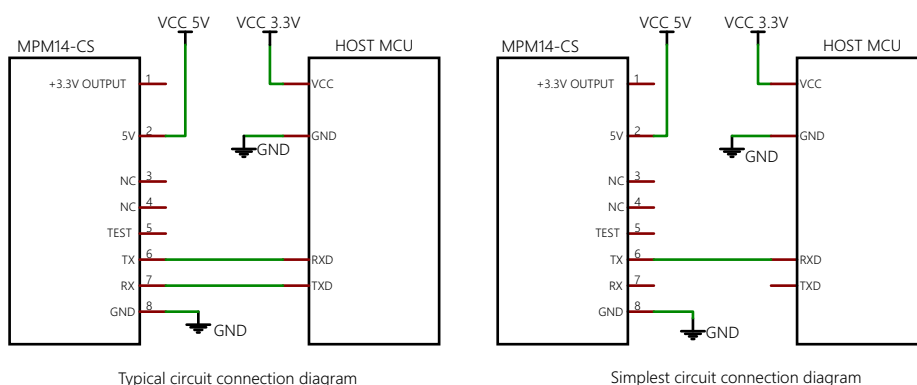 VCC 5V
VCC 3.3V
MPM14-CS
HOST MCU
+3.3V OUTPUT
1
VCC
5V
2
GND
GND
NC
3
NC
4
TEST
5
TX
6
RXD
RX
7
TXD
GND
8
GND
Typical circuit connection diagram
VCC 5V
VCC 3.3V
MPM14-CS
HOST MCU
+3.3V OUTPUT
1
VCC
5V
2
GND
GND
NC
3
NC
4
TEST
5
TX
6
RXD
RX
7
TXD
GND
8
GND
Simplest circuit connection diagram